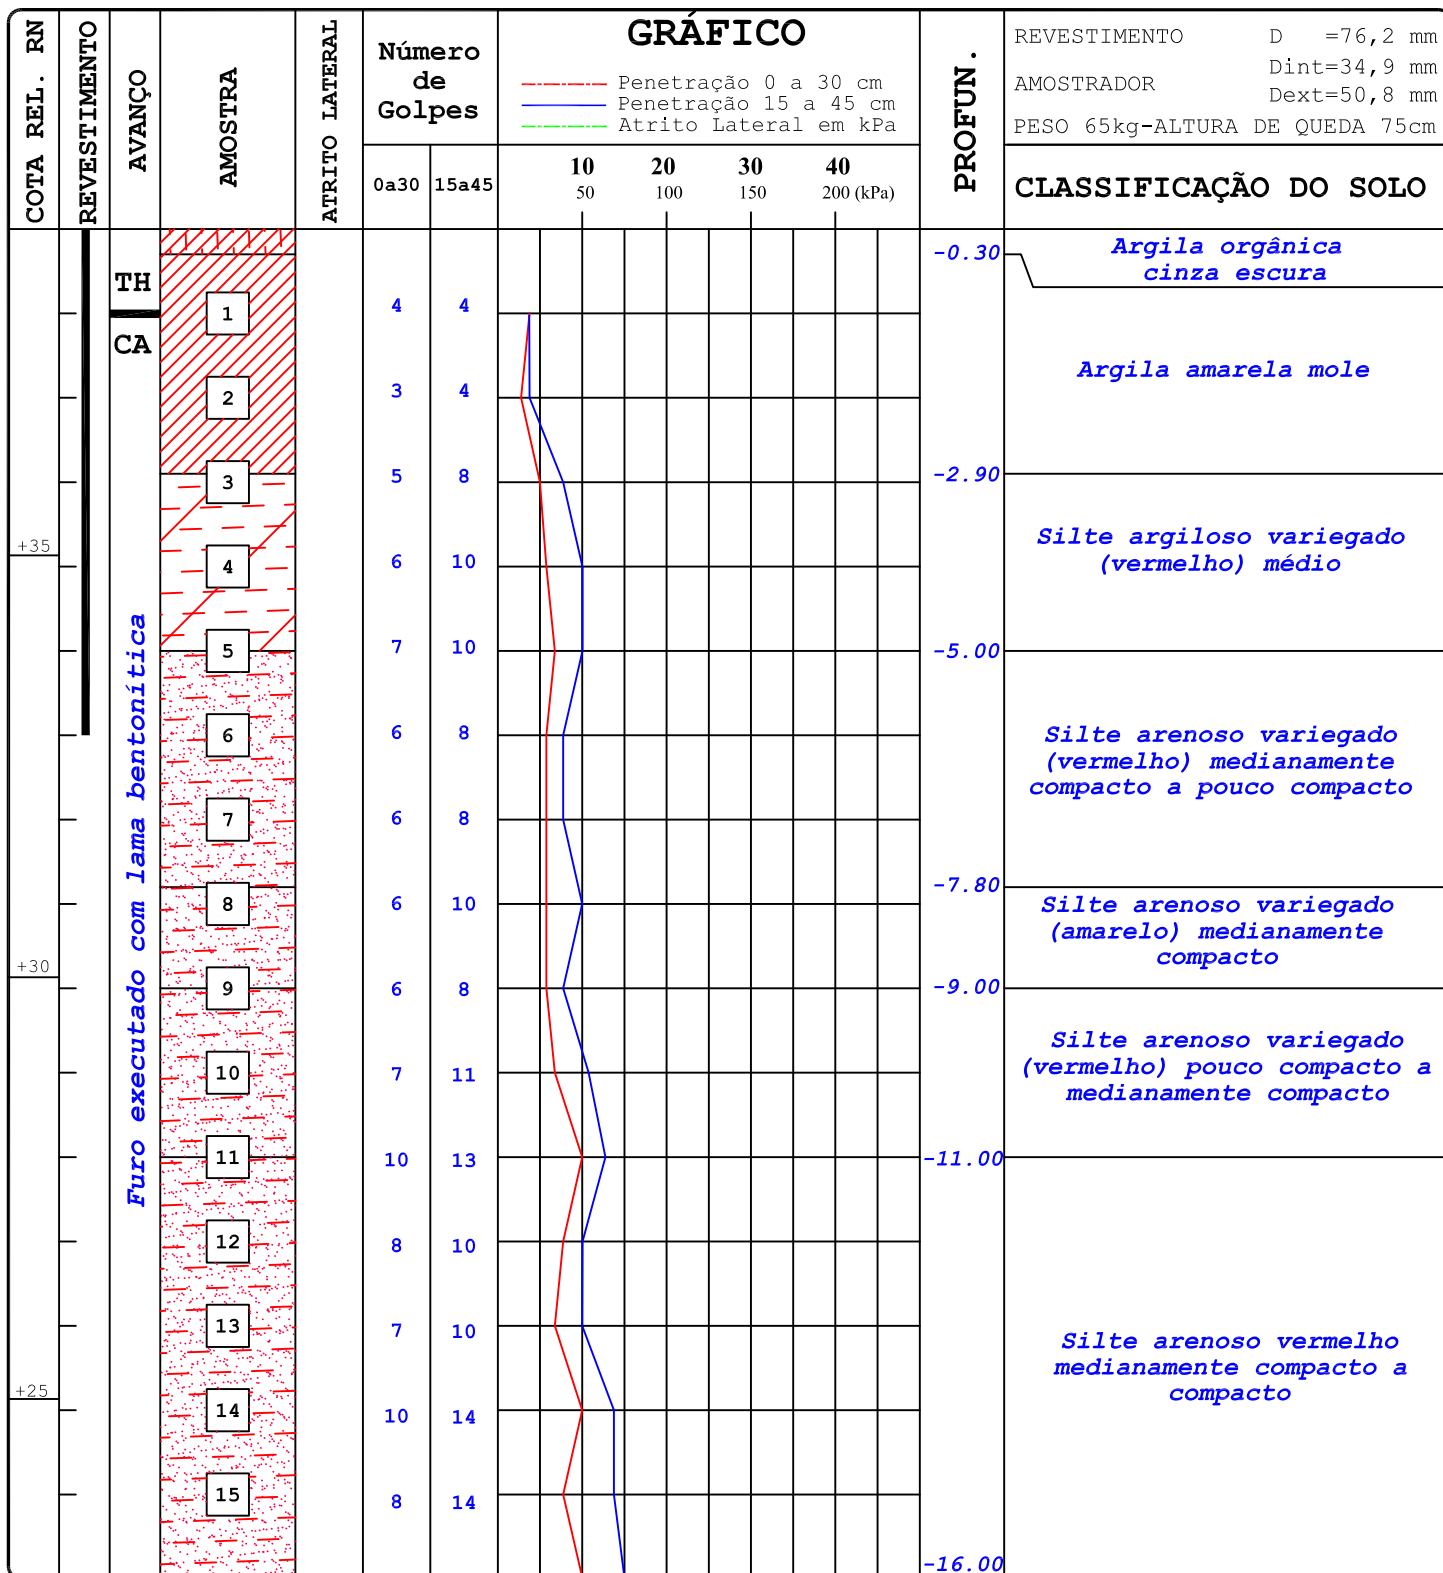 COTA REL. RN
REVESTIMENTO
AVANÇO
AMOSTRA
ATRITO LATERAL
Número
de
Golpes
0a30 15a45
GRÁFICO
Penetração 0 a 30 cm
Penetração 15 a 45 cm
Atrito Lateral em kPa
10 20 30 40
50 100 150 200 (kPa)
PROFUN.
REVESTIMENTO D =76,2 mm
Dint=34,9 mm
AMOSTRADOR
Dext=50,8 mm
PESO 65kg-ALTURA DE QUEDA 75cm
CLASSIFICAÇÃO DO SOLO
-0.30 Argila orgânica
cinza escura
TH
1 4 4
CA
Argila amarela mole
2 3 4
-2.90
3 5 8
+35
Silte argiloso variegado
(vermelho) médio
4 6 10
5 7 10 -5.00
Furo executado com lama bentonítica
6 6 8
Silte arenoso variegado
(vermelho) medianamente
compacto a pouco compacto
7 6 8
-7.80
8 6 10
Silte arenoso variegado
(amarelo) medianamente
compacto
+30
9 6 8 -9.00
Silte arenoso variegado
(vermelho) pouco compacto a
medianamente compacto
10 7 11
11 10 13 -11.00
12 8 10
13 7 10
Silte arenoso vermelho
medianamente compacto a
compacto
+25
14 10 14
15 8 14
-16.00